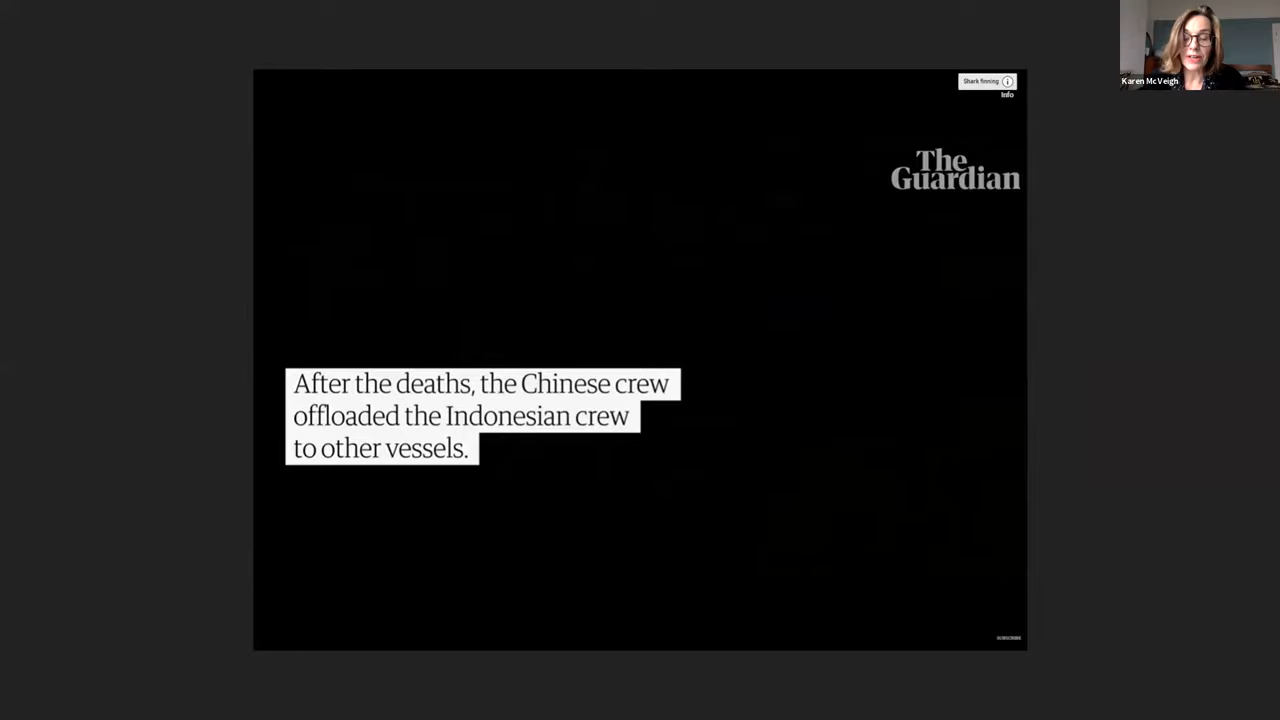 Karen McVeigh
Shark finning
Info
The
Guardian
After the deaths, the Chinese crew
offloaded the Indonesian crew
to other vessels.
SUBSCRIBE